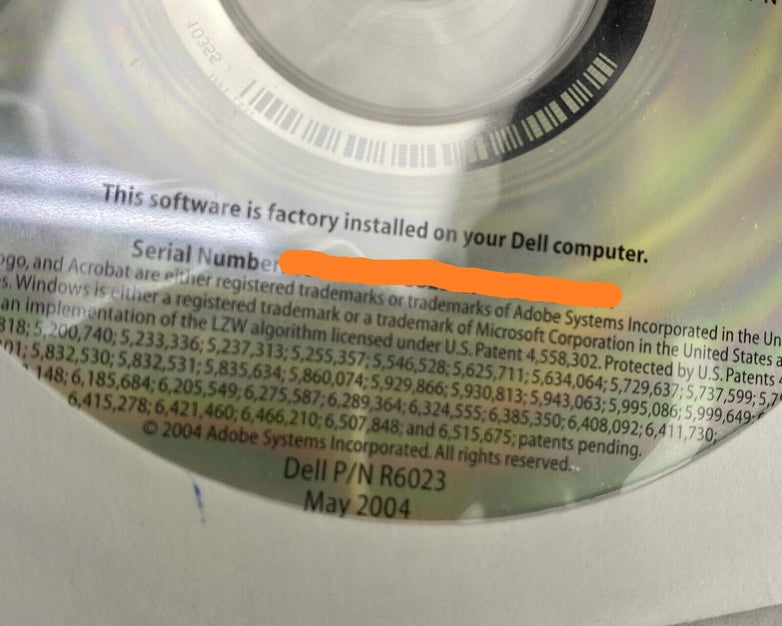 10322
This software is factory installed on your Dell computer.
Serial Number
ogo, and Acrobat are either registered trademarks or trademarks of Adobe Systems Incorporated in the Un
s. Windows is either a registered trademark or a trademark of Microsoft Corporation in the United States a
an implementation of the LZW algorithm licensed under U.S. Patent 4,558,302. Protected by U.S. Patents
818; 5,200,740; 5,233,336; 5,237,313; 5,255,357; 5,546,528; 5,625,711; 5,634,064; 5,729,637; 5,737,599; 5,7
01; 5,832,530; 5,832,531; 5,835,634; 5,860,074; 5,929,866; 5,930,813; 5,943,063; 5,995,086; 5,999,649;
148; 6,185,684; 6,205,549; 6,275,587; 6,289,364; 6,324,555; 6,385,350; 6,408,092; 6,411,730;
6,415,278; 6,421,460; 6,466,210; 6,507,848; and 6,515,675; patents pending.
© 2004 Adobe Systems Incorporated. All rights reserved.
Dell P/N R6023
May 2004